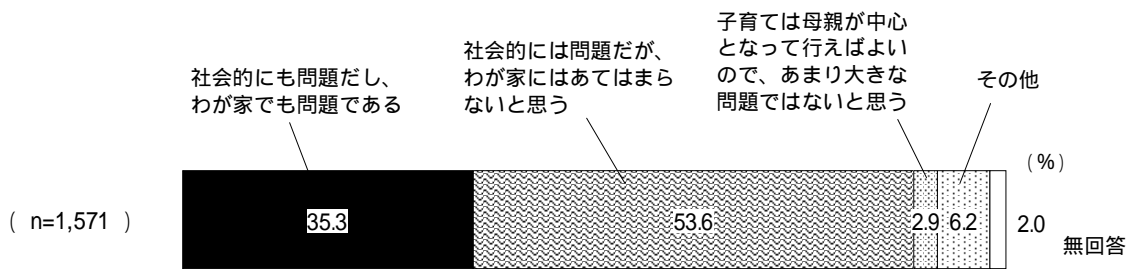 社会的にも問題だし、
わが家でも問題である
社会的には問題だが、
わが家にはあてはまら
ないと思う
子育ては母親が中心
となって行えばよい
ので、あまり大きな
問題ではないと思う
その他
(%)
( n=1,571 )
35.3
53.6
2.9
6.2
2.0
無回答